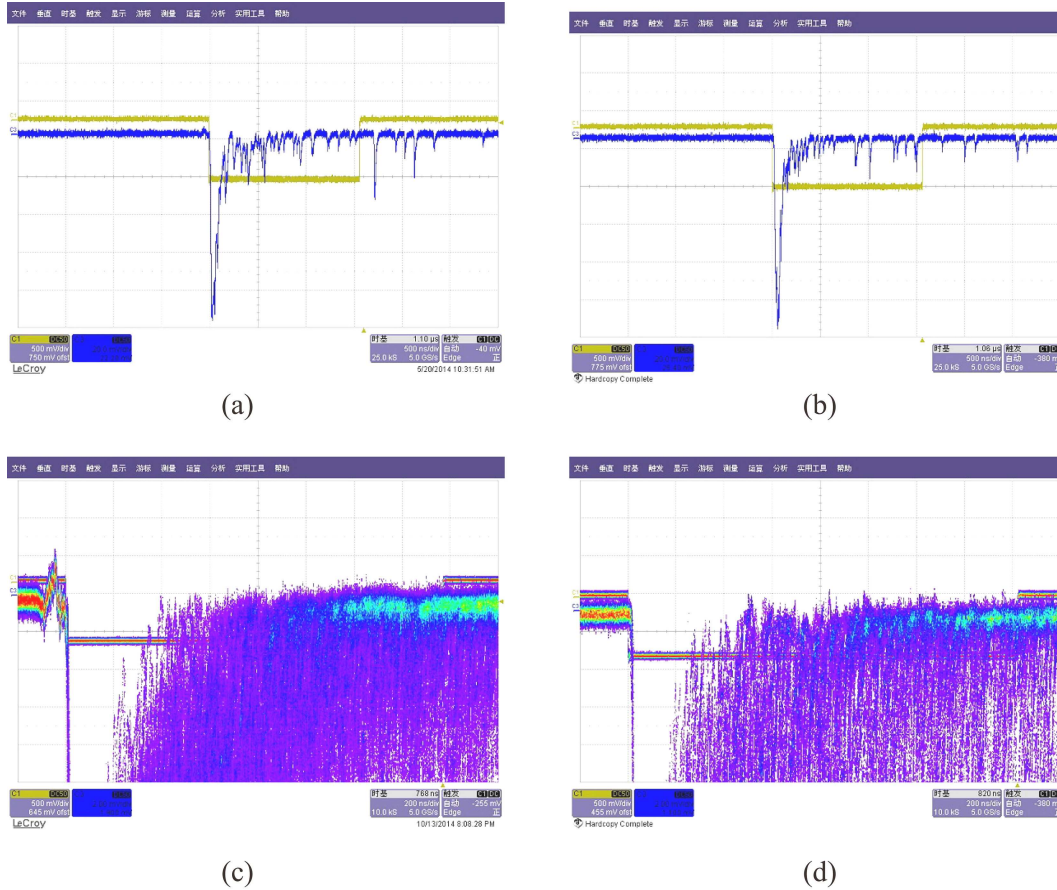 文件 垂直 时基 触发 显示 游标 测量 运算 分析 实用工具 帮助
C1 DC50
500 mV/div
750 mV ofst
时基 1.10 µs
500 ns/div
25.0 kS 5.0 GS/s
触发 C1 DC
自动 -40 mV
Edge 正
LeCroy
5/20/2014 10:31:51 AM
(a)
文件 垂直 时基 触发 显示 游标 测量 运算 分析 实用工具 帮助
C1 DC50
500 mV/div
775 mV ofst
时基 1.06 µs
500 ns/div
25.0 kS 5.0 GS/s
触发 C1
自动 -380 m
Edge
Hardcopy Complete
(b)
文件 垂直 时基 触发 显示 游标 测量 运算 分析 实用工具 帮助
C1 DC50
500 mV/div
645 mV ofst
时基 768 ns
200 ns/div
10.0 kS 5.0 GS/s
触发 C1 DC
自动 -255 mV
Edge 正
LeCroy
10/13/2014 8:08:28 PM
(c)
文件 垂直 时基 触发 显示 游标 测量 运算 分析 实用工具 帮助
C1 DC50
500 mV/div
455 mV ofst
时基 820 ns
200 ns/div
10.0 kS 5.0 GS/s
触发 C1
自动 -380 m
Edge
Hardcopy Complete
(d)